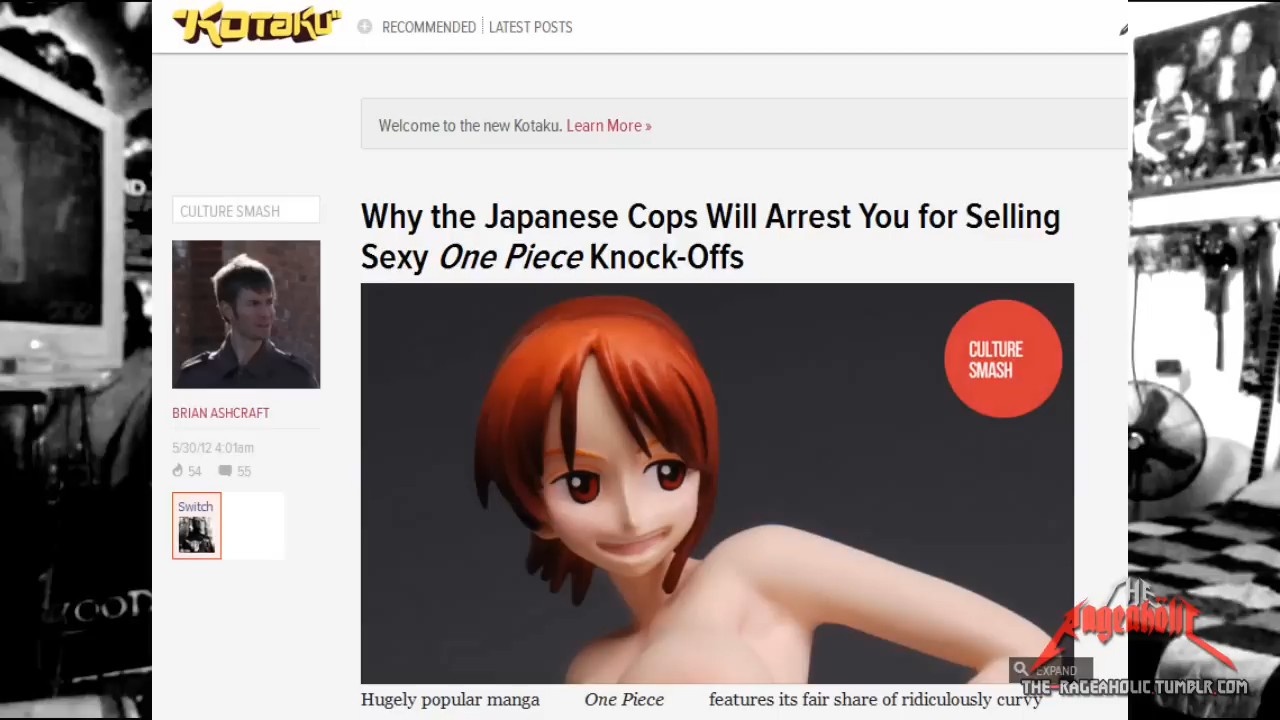 KOTAKU
RECOMMENDED LATEST POSTS
Welcome to the new Kotaku. Learn More »
CULTURE SMASH
Why the Japanese Cops Will Arrest You for Selling
Sexy One Piece Knock-Offs
CULTURE
SMASH
BRIAN ASHCRAFT
5/30/12 4:01am
54 55
Switch
EXPAND
Hugely popular manga One Piece features its fair share of ridiculously curvy
THE
Rageaholic
THE-RAGEAHOLIC.TUMBLR.COM